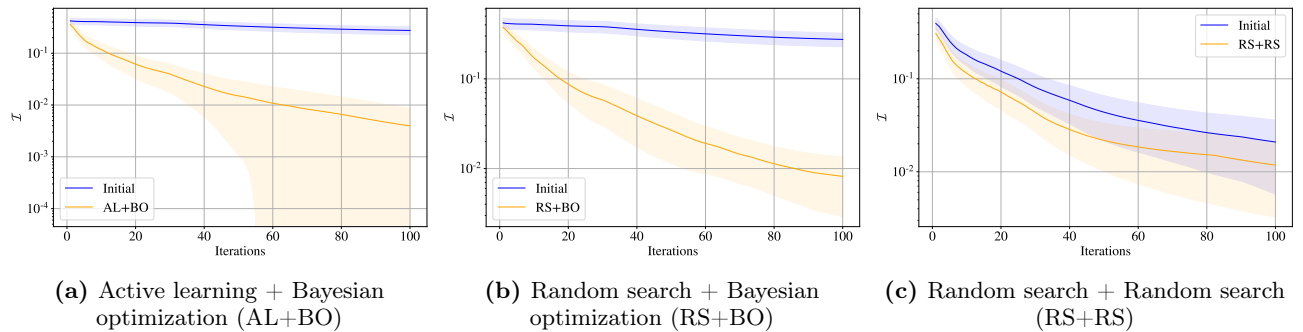 10⁻¹
10⁻²
10⁻³
10⁻⁴
ℐ
Initial
AL+BO
0 20 40 60 80 100
Iterations
(a) Active learning + Bayesian
optimization (AL+BO)
10⁻¹
10⁻²
ℐ
Initial
RS+BO
0 20 40 60 80 100
Iterations
(b) Random search + Bayesian
optimization (RS+BO)
10⁻¹
10⁻²
ℐ
Initial
RS+RS
0 20 40 60 80 100
Iterations
(c) Random search + Random search
(RS+RS)